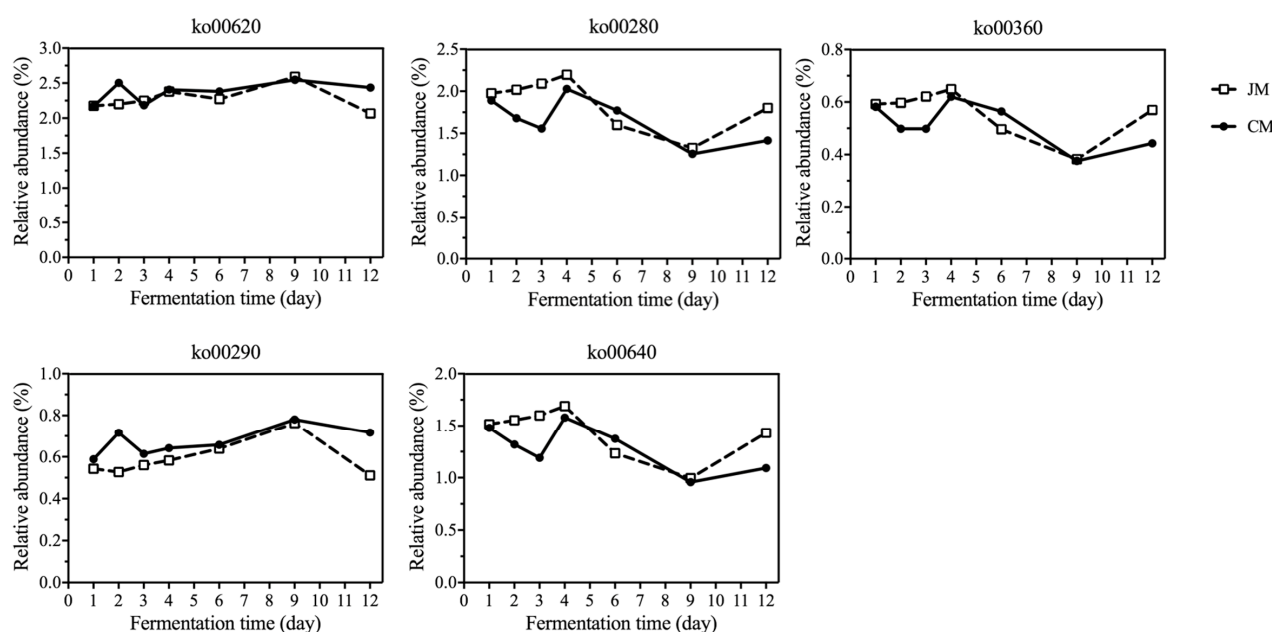 ko00620
Relative abundance (%)
3.0
2.5
2.0
1.5
1.0
0.5
0.0
0 1 2 3 4 5 6 7 8 9 10 11 12
Fermentation time (day)
ko00280
Relative abundance (%)
2.5
2.0
1.5
1.0
0.5
0.0
0 1 2 3 4 5 6 7 8 9 10 11 12
Fermentation time (day)
ko00360
Relative abundance (%)
0.8
0.6
0.4
0.2
0.0
0 1 2 3 4 5 6 7 8 9 10 11 12
Fermentation time (day)
JM
CM
ko00290
Relative abundance (%)
1.0
0.8
0.6
0.4
0.2
0.0
0 1 2 3 4 5 6 7 8 9 10 11 12
Fermentation time (day)
ko00640
Relative abundance (%)
2.0
1.5
1.0
0.5
0.0
0 1 2 3 4 5 6 7 8 9 10 11 12
Fermentation time (day)